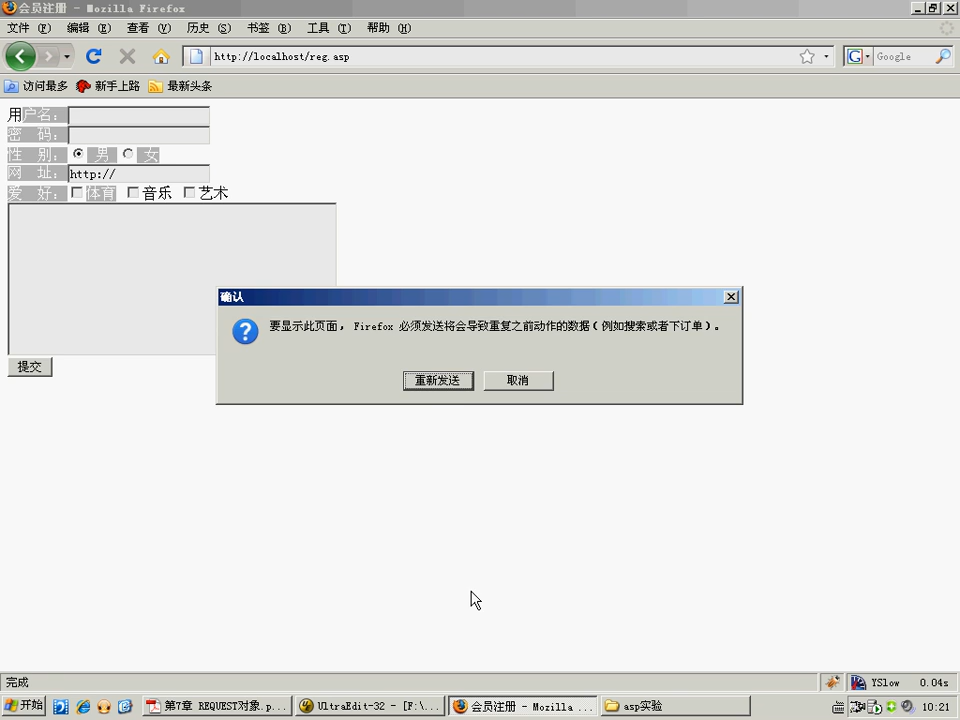 会员注册 - Mozilla Firefox
文件(F) 编辑(E) 查看(V) 历史(S) 书签(B) 工具(T) 帮助(H)
http://localhost/reg.asp
Google
访问最多 新手上路 最新头条
用户名：
密 码：
性 别： 男 女
网 址： http://
爱 好： 体育 音乐 艺术
确认
要显示此页面， Firefox 必须发送将会导致重复之前动作的数据（例如搜索或者下订单）。
重新发送 取消
提交
完成
YSlow 0.04s
开始 第7章 REQUEST对象.p... UltraEdit-32 - [F:\... 会员注册 - Mozilla ... asp实验 10:21